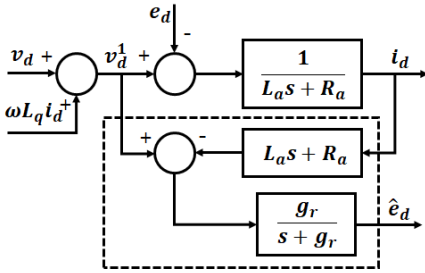 e_d
-
v_d + v_d^1 + 1 / (L_a s + R_a) i_d
ωL_q i_d +
+ - L_a s + R_a
g_r / (s + g_r) ê_d